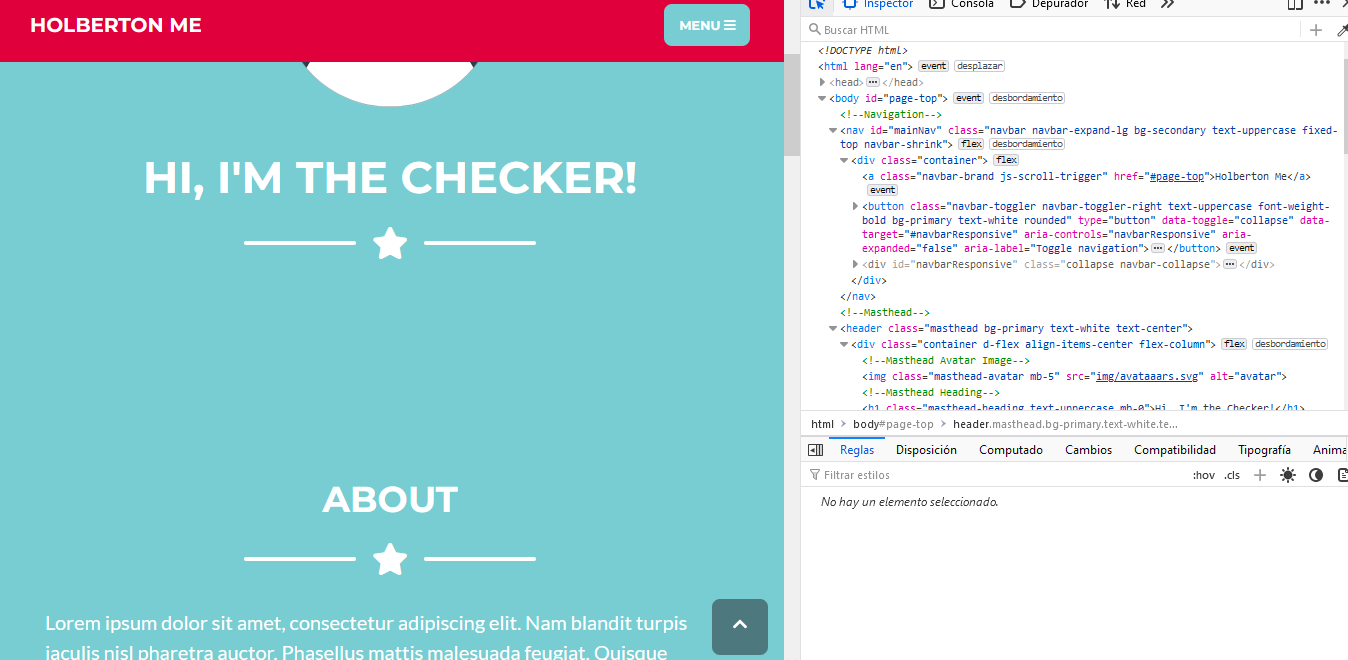 HOLBERTON ME
MENU
HI, I'M THE CHECKER!
ABOUT
Lorem ipsum dolor sit amet, consectetur adipiscing elit. Nam blandit turpis
iaculis nisl pharetra auctor. Phasellus mattis malesuada feugiat. Quisque
Inspector
Consola
Depurador
Red
Buscar HTML
<!DOCTYPE html>
<html lang="en"> event desplazar
<head> ••• </head>
<body id="page-top"> event desbordamiento
<!--Navigation-->
<nav id="mainNav" class="navbar navbar-expand-lg bg-secondary text-uppercase fixed-
top navbar-shrink"> flex desbordamiento
<div class="container"> flex
<a class="navbar-brand js-scroll-trigger" href="#page-top">Holberton Me</a>
event
<button class="navbar-toggler navbar-toggler-right text-uppercase font-weight-
bold bg-primary text-white rounded" type="button" data-toggle="collapse" data-
target="#navbarResponsive" aria-controls="navbarResponsive" aria-
expanded="false" aria-label="Toggle navigation"> ••• </button> event
<div id="navbarResponsive" class="collapse navbar-collapse"> ••• </div>
</div>
</nav>
<!--Masthead-->
<header class="masthead bg-primary text-white text-center">
<div class="container d-flex align-items-center flex-column"> flex desbordamiento
<!--Masthead Avatar Image-->
<img class="masthead-avatar mb-5" src="img/avataaars.svg" alt="avatar">
<!--Masthead Heading-->
<h1 class="masthead-heading text-uppercase mb-0">Hi, I'm the Checker!</h1>
html > body#page-top > header.masthead.bg-primary.text-white.te...
Reglas
Disposición
Computado
Cambios
Compatibilidad
Tipografía
Anima
Filtrar estilos
:hov .cls
No hay un elemento seleccionado.